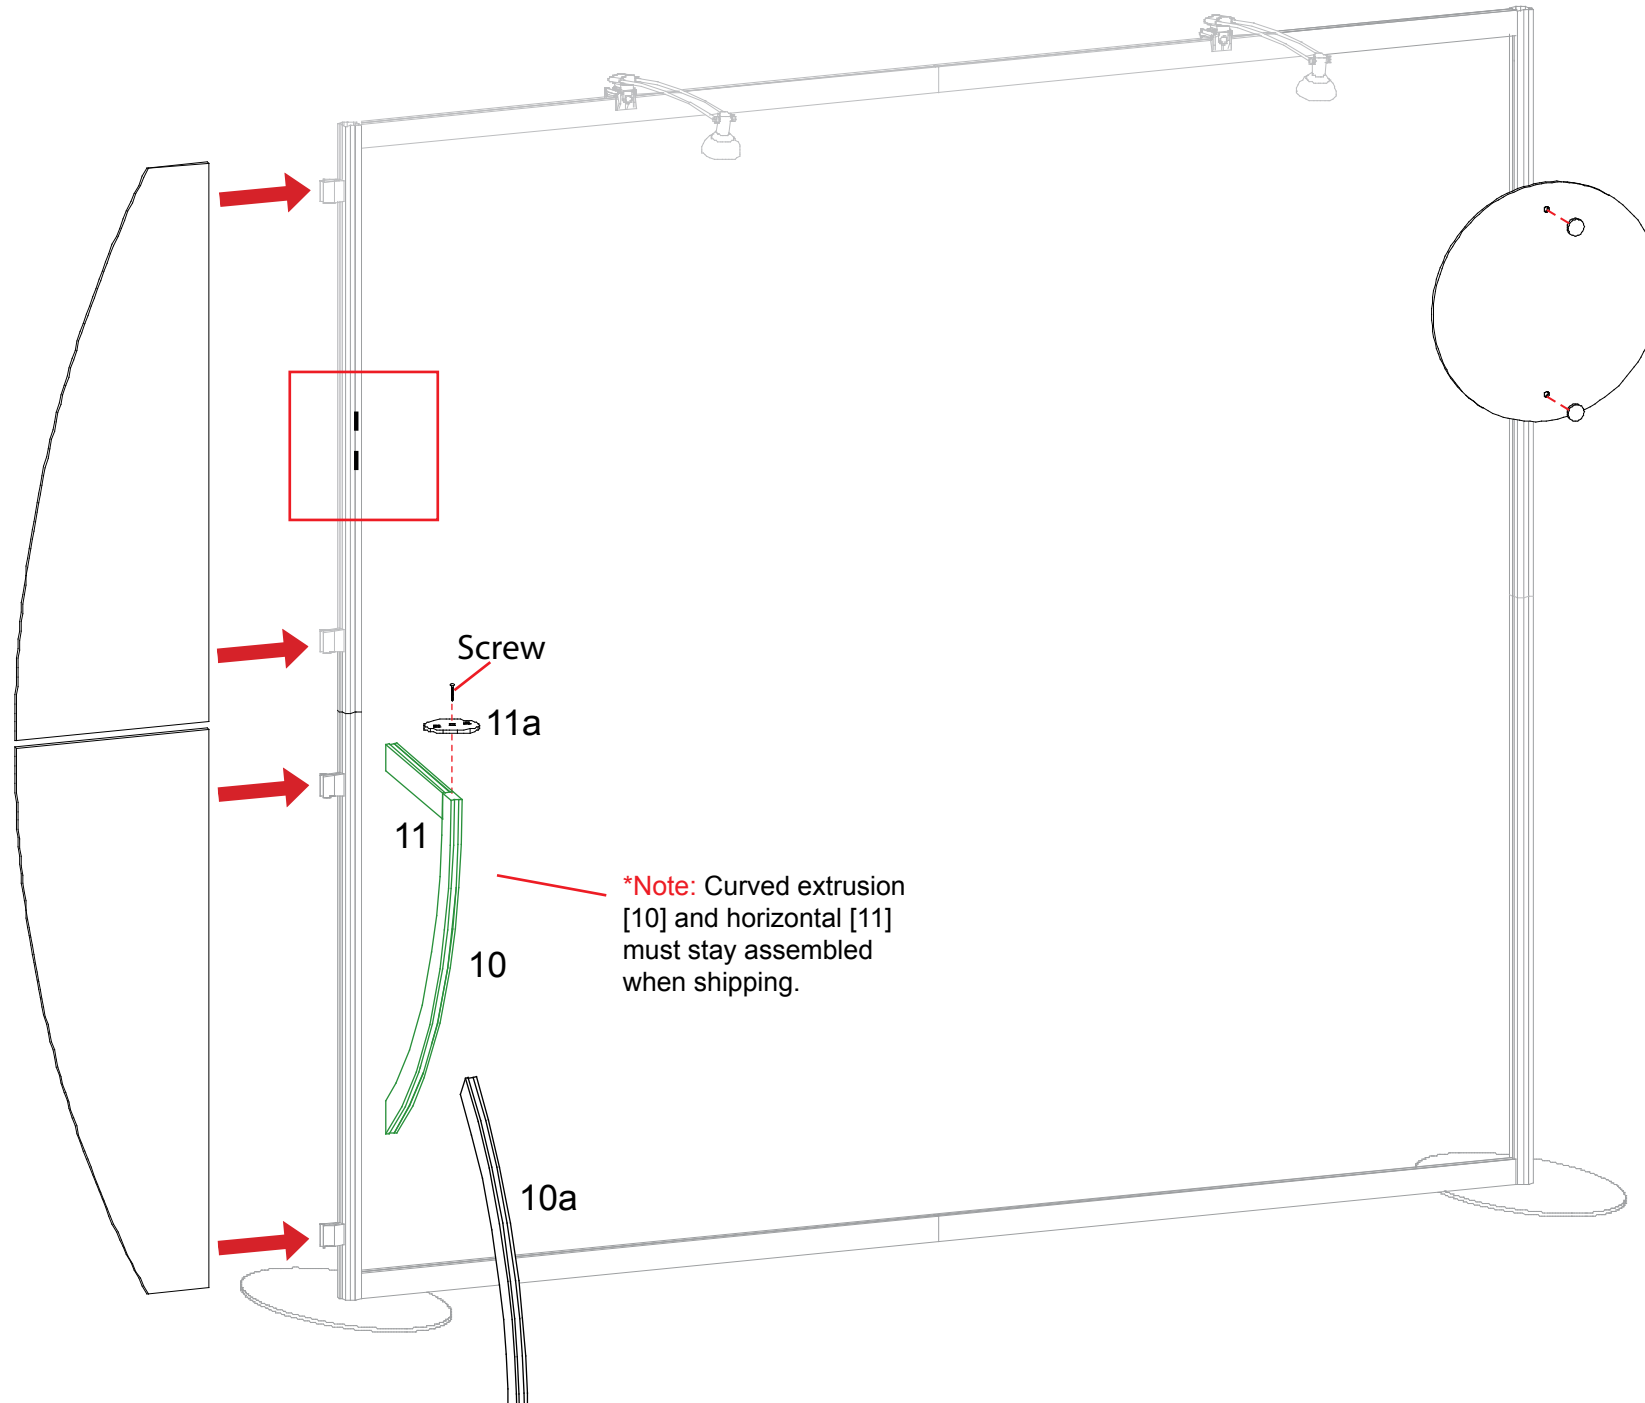 Screw
11a
11
*Note: Curved extrusion
[10] and horizontal [11]
must stay assembled
when shipping.
10
10a